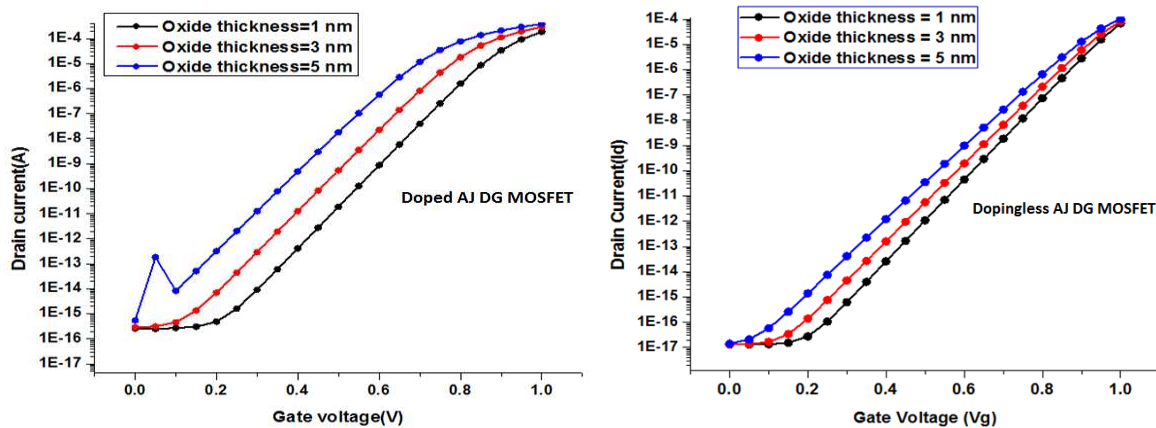 Oxide thickness=1 nm
Oxide thickness=3 nm
Oxide thickness=5 nm
1E-4
1E-5
1E-6
1E-7
1E-8
1E-9
1E-10
1E-11
1E-12
1E-13
1E-14
1E-15
1E-16
1E-17
Drain current(A)
Doped AJ DG MOSFET
0.0
0.2
0.4
0.6
0.8
1.0
Gate voltage(V)
Oxide thickness = 1 nm
Oxide thickness = 3 nm
Oxide thickness = 5 nm
1E-4
1E-5
1E-6
1E-7
1E-8
1E-9
1E-10
1E-11
1E-12
1E-13
1E-14
1E-15
1E-16
1E-17
Drain Current(Id)
Dopingless AJ DG MOSFET
0.0
0.2
0.4
0.6
0.8
1.0
Gate Voltage (Vg)